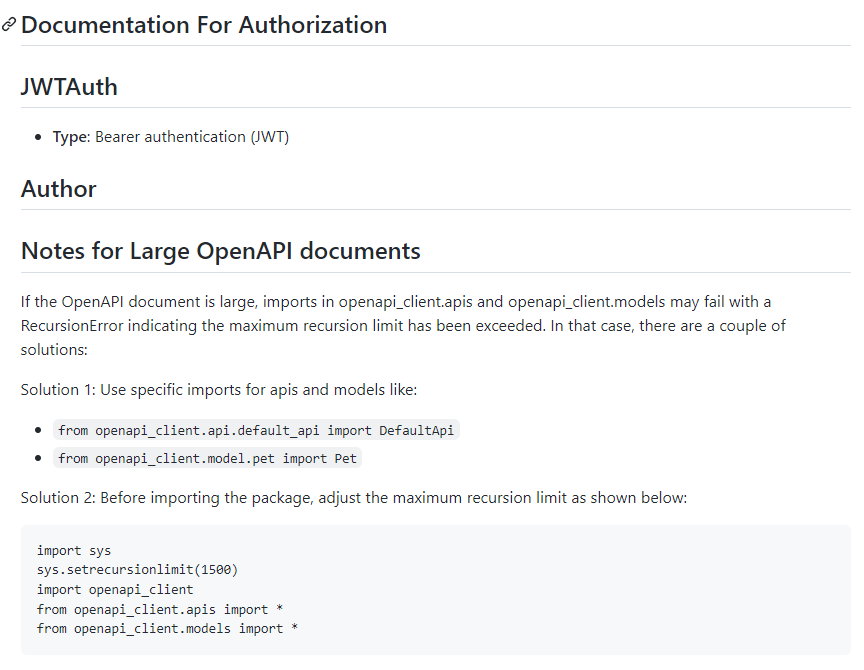 Documentation For Authorization
JWTAuth
• Type: Bearer authentication (JWT)
Author
Notes for Large OpenAPI documents
If the OpenAPI document is large, imports in openapi_client.apis and openapi_client.models may fail with a
RecursionError indicating the maximum recursion limit has been exceeded. In that case, there are a couple of
solutions:
Solution 1: Use specific imports for apis and models like:
• from openapi_client.api.default_api import DefaultApi
• from openapi_client.model.pet import Pet
Solution 2: Before importing the package, adjust the maximum recursion limit as shown below:
import sys
sys.setrecursionlimit(1500)
import openapi_client
from openapi_client.apis import *
from openapi_client.models import *